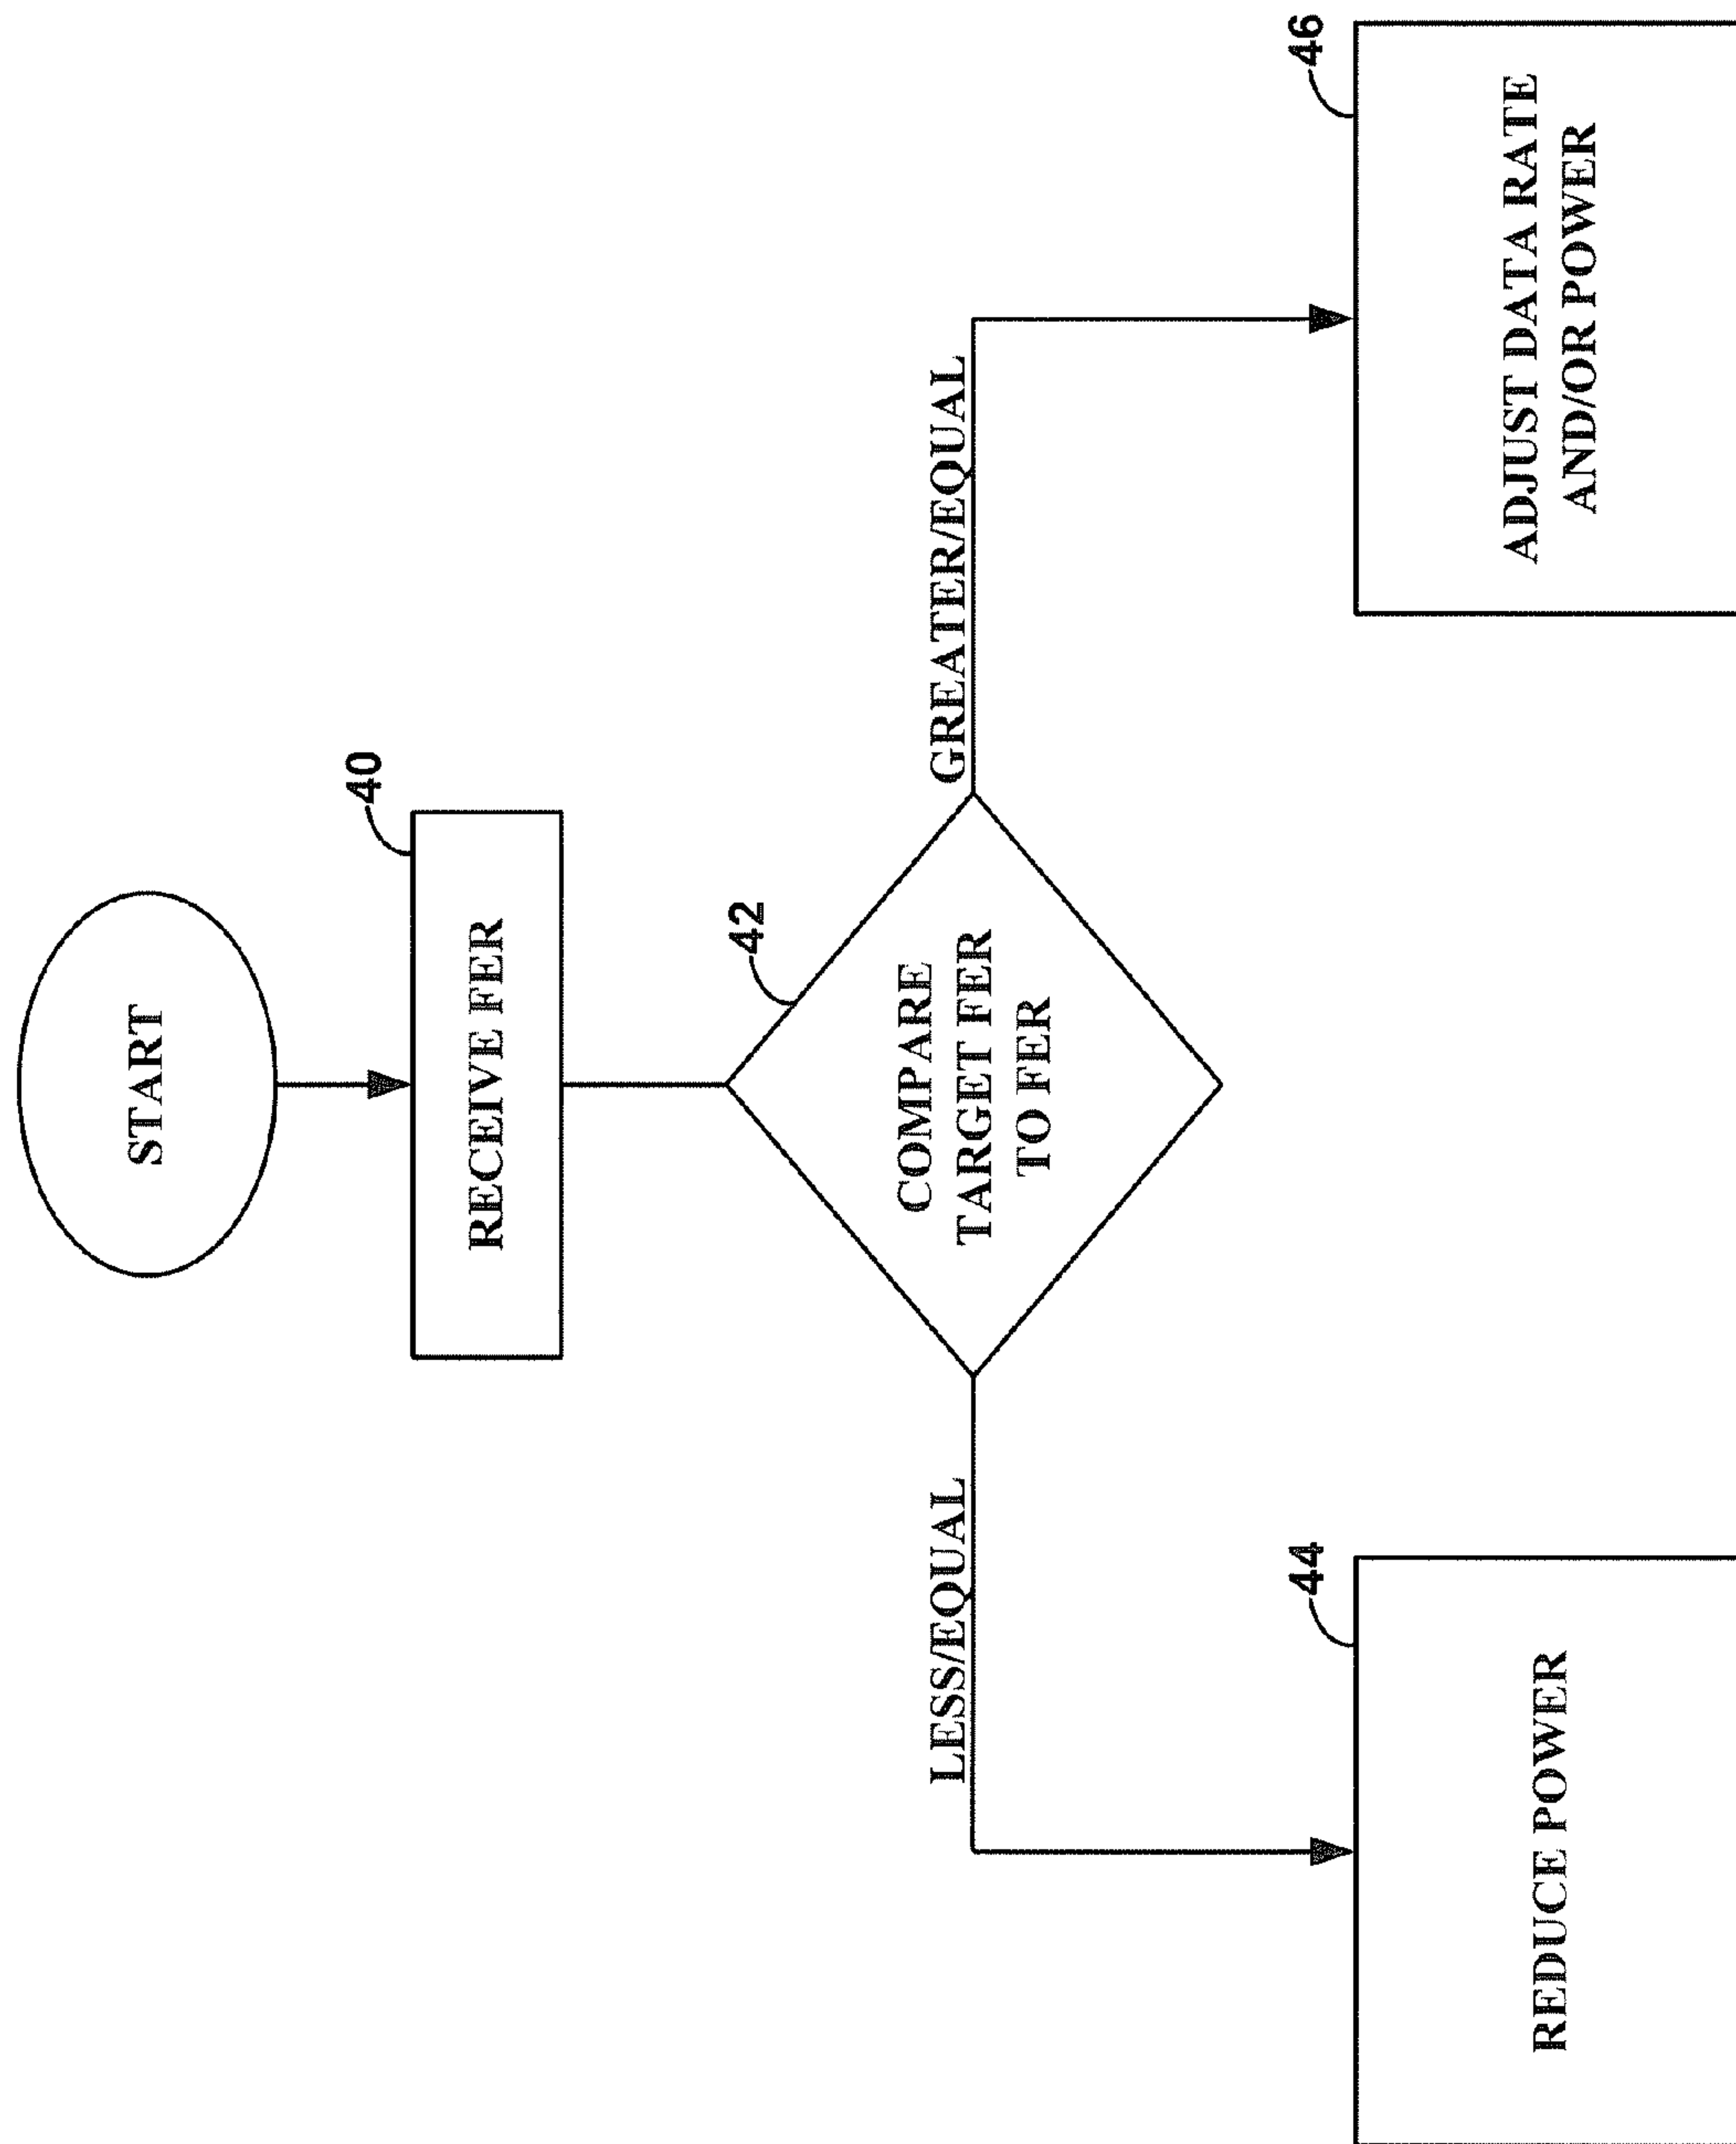 START
40
RECEIVE FER
42
COMPARE
TARGET FER
TO FER
LESS/EQUAL
GREATER/EQUAL
44
REDUCE POWER
46
ADJUST DATA RATE
AND/OR POWER